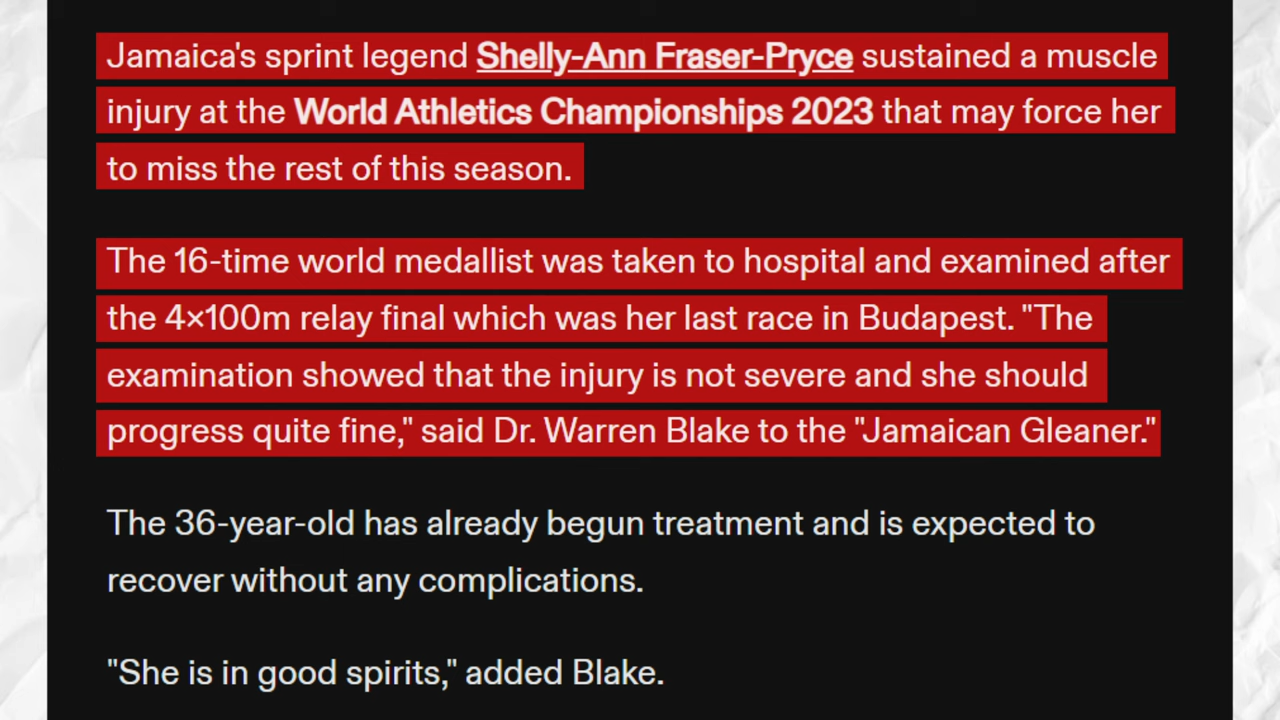 Jamaica's sprint legend Shelly-Ann Fraser-Pryce sustained a muscle
injury at the World Athletics Championships 2023 that may force her
to miss the rest of this season.
The 16-time world medallist was taken to hospital and examined after
the 4×100m relay final which was her last race in Budapest. "The
examination showed that the injury is not severe and she should
progress quite fine," said Dr. Warren Blake to the "Jamaican Gleaner."
The 36-year-old has already begun treatment and is expected to
recover without any complications.
"She is in good spirits," added Blake.